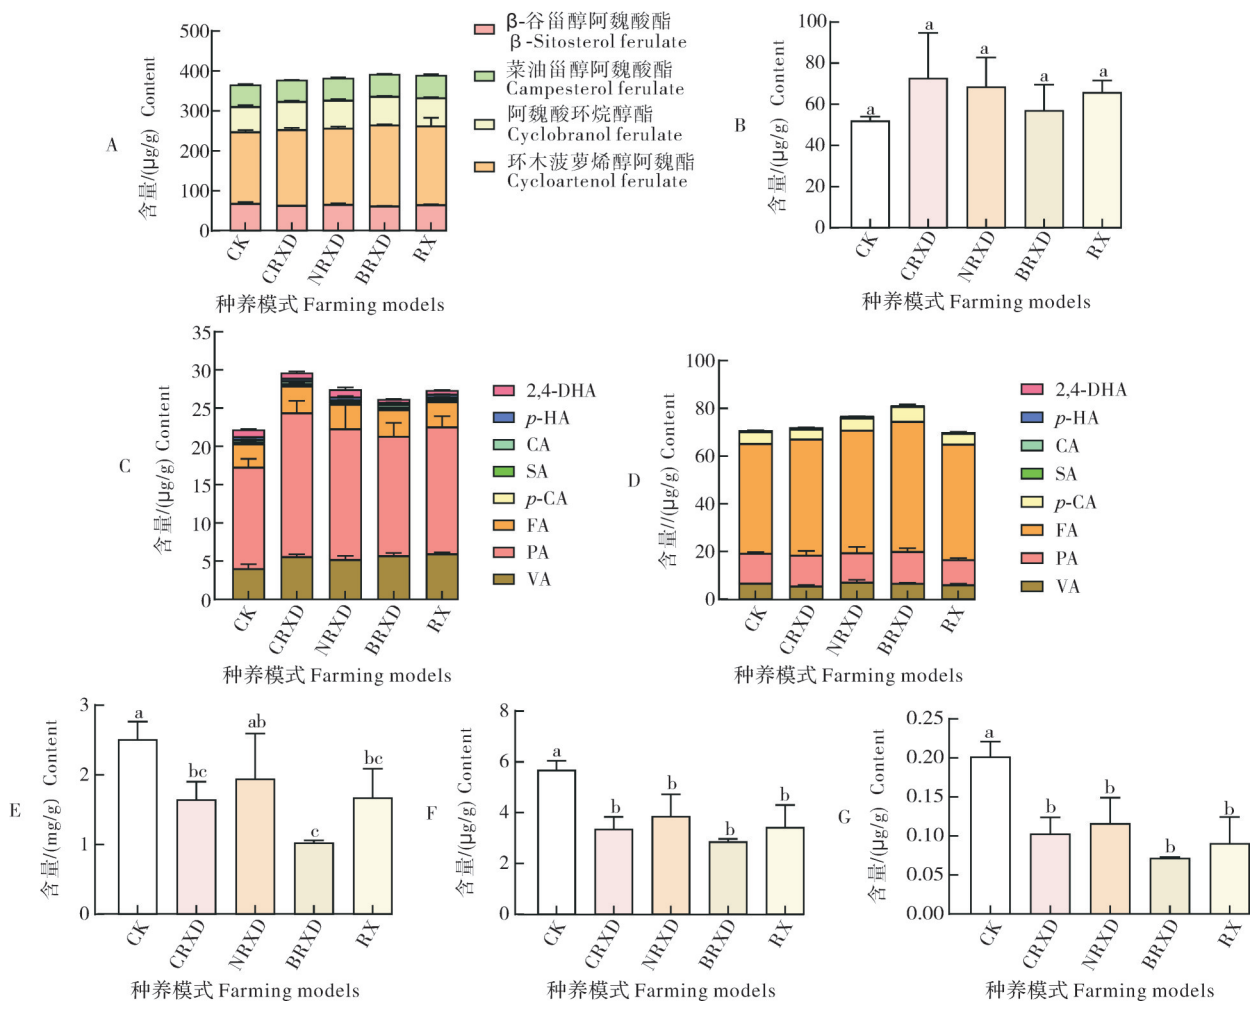 A
含量/(μg/g) Content
500
400
300
200
100
0
CK
CRXD
NRXD
BRXD
RX
种养模式 Farming models
β-谷甾醇阿魏酸酯
β-Sitosterol ferulate
菜油甾醇阿魏酸酯
Campesterol ferulate
阿魏酸环烷醇酯
Cyclobranol ferulate
环木菠萝烯醇阿魏酯
Cycloartenol ferulate
B
含量/(μg/g) Content
100
80
60
40
20
0
a
a
a
a
a
CK
CRXD
NRXD
BRXD
RX
种养模式 Farming models
C
含量/(μg/g) Content
35
30
25
20
15
10
5
0
CK
CRXD
NRXD
BRXD
RX
种养模式 Farming models
2,4-DHA
p-HA
CA
SA
p-CA
FA
PA
VA
D
含量//(μg/g) Content
100
80
60
40
20
0
CK
CRXD
NRXD
BRXD
RX
种养模式 Farming models
2,4-DHA
p-HA
CA
SA
p-CA
FA
PA
VA
E
含量/(mg/g) Content
3
2
1
0
a
bc
ab
c
bc
CK
CRXD
NRXD
BRXD
RX
种养模式 Farming models
F
含量/(μg/g) Content
8
6
4
2
0
a
b
b
b
b
CK
CRXD
NRXD
BRXD
RX
种养模式 Farming models
G
含量/(μg/g) Content
0.25
0.20
0.15
0.10
0.05
0.00
a
b
b
b
b
CK
CRXD
NRXD
BRXD
RX
种养模式 Farming models